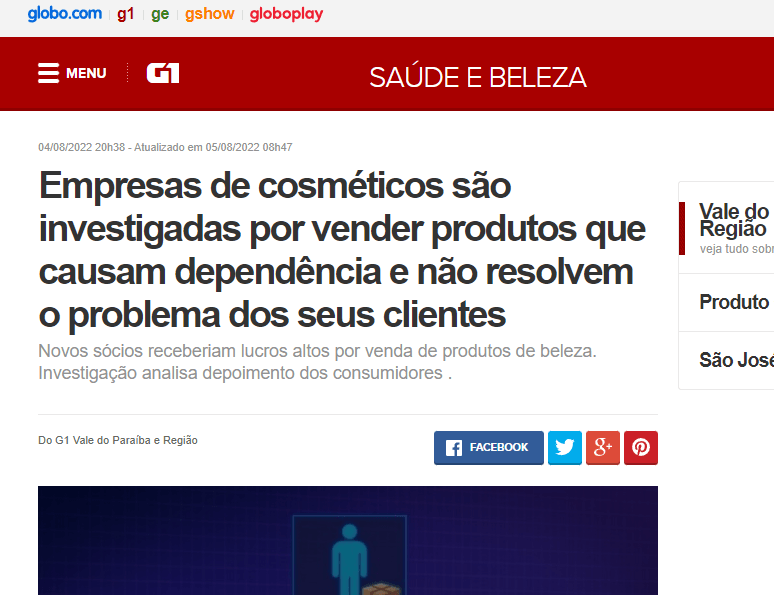 globo.com g1 ge gshow globoplay
MENU G1 SAÚDE E BELEZA
04/08/2022 20h38 - Atualizado em 05/08/2022 08h47
Empresas de cosméticos são
investigadas por vender produtos que
causam dependência e não resolvem
o problema dos seus clientes
Novos sócios receberiam lucros altos por venda de produtos de beleza.
Investigação analisa depoimento dos consumidores .
Do G1 Vale do Paraíba e Região
FACEBOOK
Vale do
Região
veja tudo sobr
Produto
São José